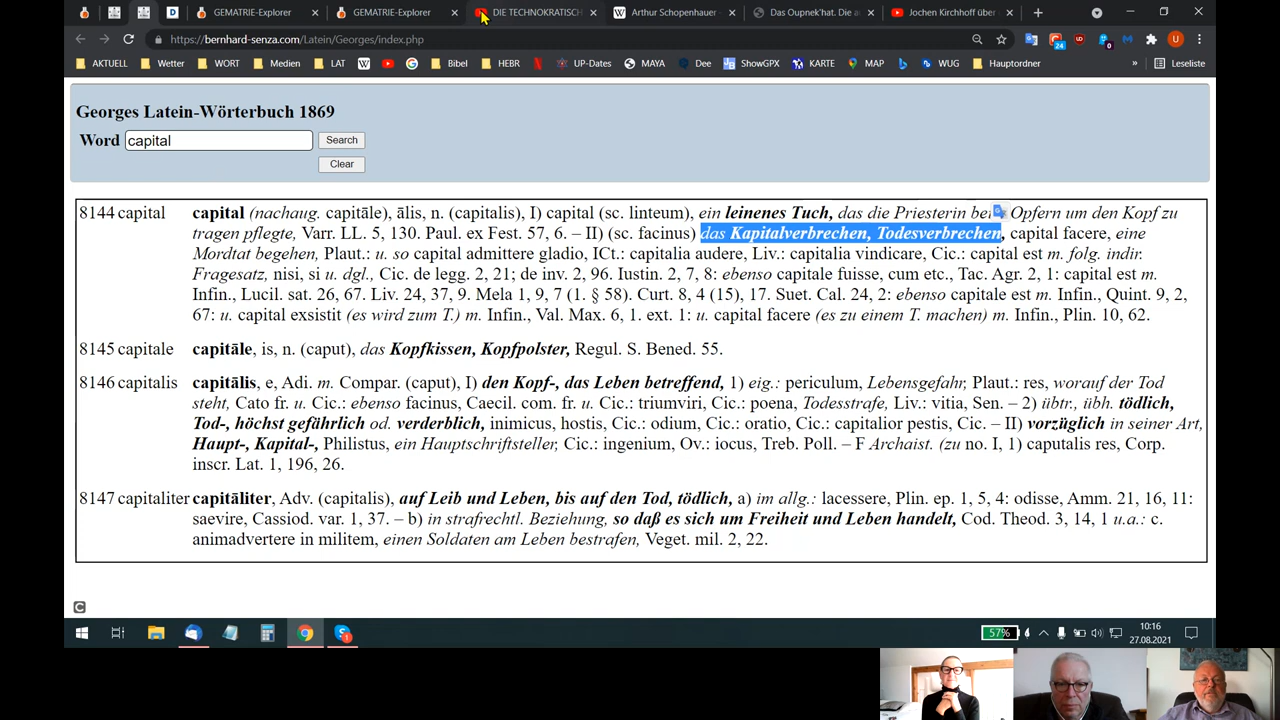 GEMATRIE-Explorer
GEMATRIE-Explorer
DIE TECHNOKRATISCH
Arthur Schopenhauer -
Das Oupnek'hat. Die a
Jochen Kirchhoff über
https://bernhard-senza.com/Latein/Georges/index.php
AKTUELL Wetter WORT Medien LAT Bibel HEBR UP-Dates MAYA Dee ShowGPX KARTE MAP WUG Hauptordner » Leseliste
Georges Latein-Wörterbuch 1869
Word capital Search
Clear
8144 capital capital (nachaug. capitāle), ālis, n. (capitalis), I) capital (sc. linteum), ein leinenes Tuch, das die Priesterin bei Opfern um den Kopf zu
tragen pflegte, Varr. LL. 5, 130. Paul. ex Fest. 57, 6. – II) (sc. facinus) das Kapitalverbrechen, Todesverbrechen, capital facere, eine
Mordtat begehen, Plaut.: u. so capital admittere gladio, ICt.: capitalia audere, Liv.: capitalia vindicare, Cic.: capital est m. folg. indir.
Fragesatz, nisi, si u. dgl., Cic. de legg. 2, 21; de inv. 2, 96. Iustin. 2, 7, 8: ebenso capitale fuisse, cum etc., Tac. Agr. 2, 1: capital est m.
Infin., Lucil. sat. 26, 67. Liv. 24, 37, 9. Mela 1, 9, 7 (1. § 58). Curt. 8, 4 (15), 17. Suet. Cal. 24, 2: ebenso capitale est m. Infin., Quint. 9, 2,
67: u. capital exsistit (es wird zum T.) m. Infin., Val. Max. 6, 1. ext. 1: u. capital facere (es zu einem T. machen) m. Infin., Plin. 10, 62.
8145 capitale capitāle, is, n. (caput), das Kopfkissen, Kopfpolster, Regul. S. Bened. 55.
8146 capitalis capitālis, e, Adi. m. Compar. (caput), I) den Kopf-, das Leben betreffend, 1) eig.: periculum, Lebensgefahr, Plaut.: res, worauf der Tod
steht, Cato fr. u. Cic.: ebenso facinus, Caecil. com. fr. u. Cic.: triumviri, Cic.: poena, Todesstrafe, Liv.: vitia, Sen. – 2) übtr., übh. tödlich,
Tod-, höchst gefährlich od. verderblich, inimicus, hostis, Cic.: odium, Cic.: oratio, Cic.: capitalior pestis, Cic. – II) vorzüglich in seiner Art,
Haupt-, Kapital-, Philistus, ein Hauptschriftsteller, Cic.: ingenium, Ov.: iocus, Treb. Poll. – F Archaist. (zu no. I, 1) caputalis res, Corp.
inscr. Lat. 1, 196, 26.
8147 capitaliter capitāliter, Adv. (capitalis), auf Leib und Leben, bis auf den Tod, tödlich, a) im allg.: lacessere, Plin. ep. 1, 5, 4: odisse, Amm. 21, 16, 11:
saevire, Cassiod. var. 1, 37. – b) in strafrechtl. Beziehung, so daß es sich um Freiheit und Leben handelt, Cod. Theod. 3, 14, 1 u.a.: c.
animadvertere in militem, einen Soldaten am Leben bestrafen, Veget. mil. 2, 22.
57%
10:16
27.08.2021